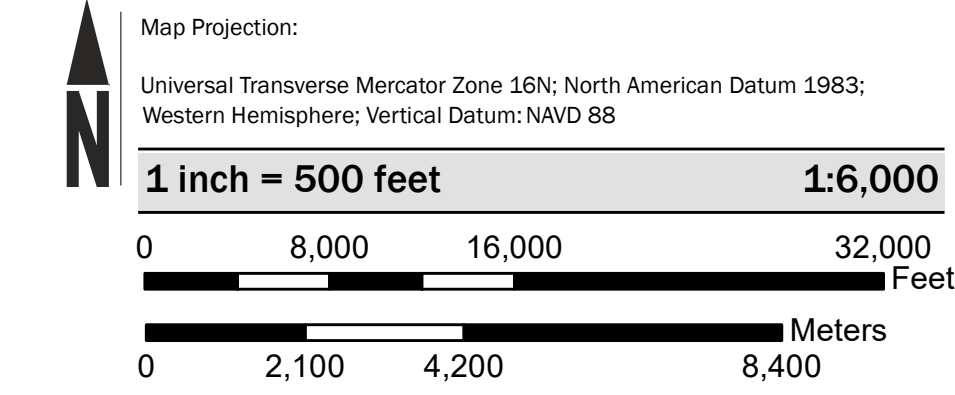 Map Projection:
Universal Transverse Mercator Zone 16N; North American Datum 1983;
Western Hemisphere; Vertical Datum: NAVD 88
N
1 inch = 500 feet 1:6,000
0 8,000 16,000 32,000
Feet
Meters
0 2,100 4,200 8,400